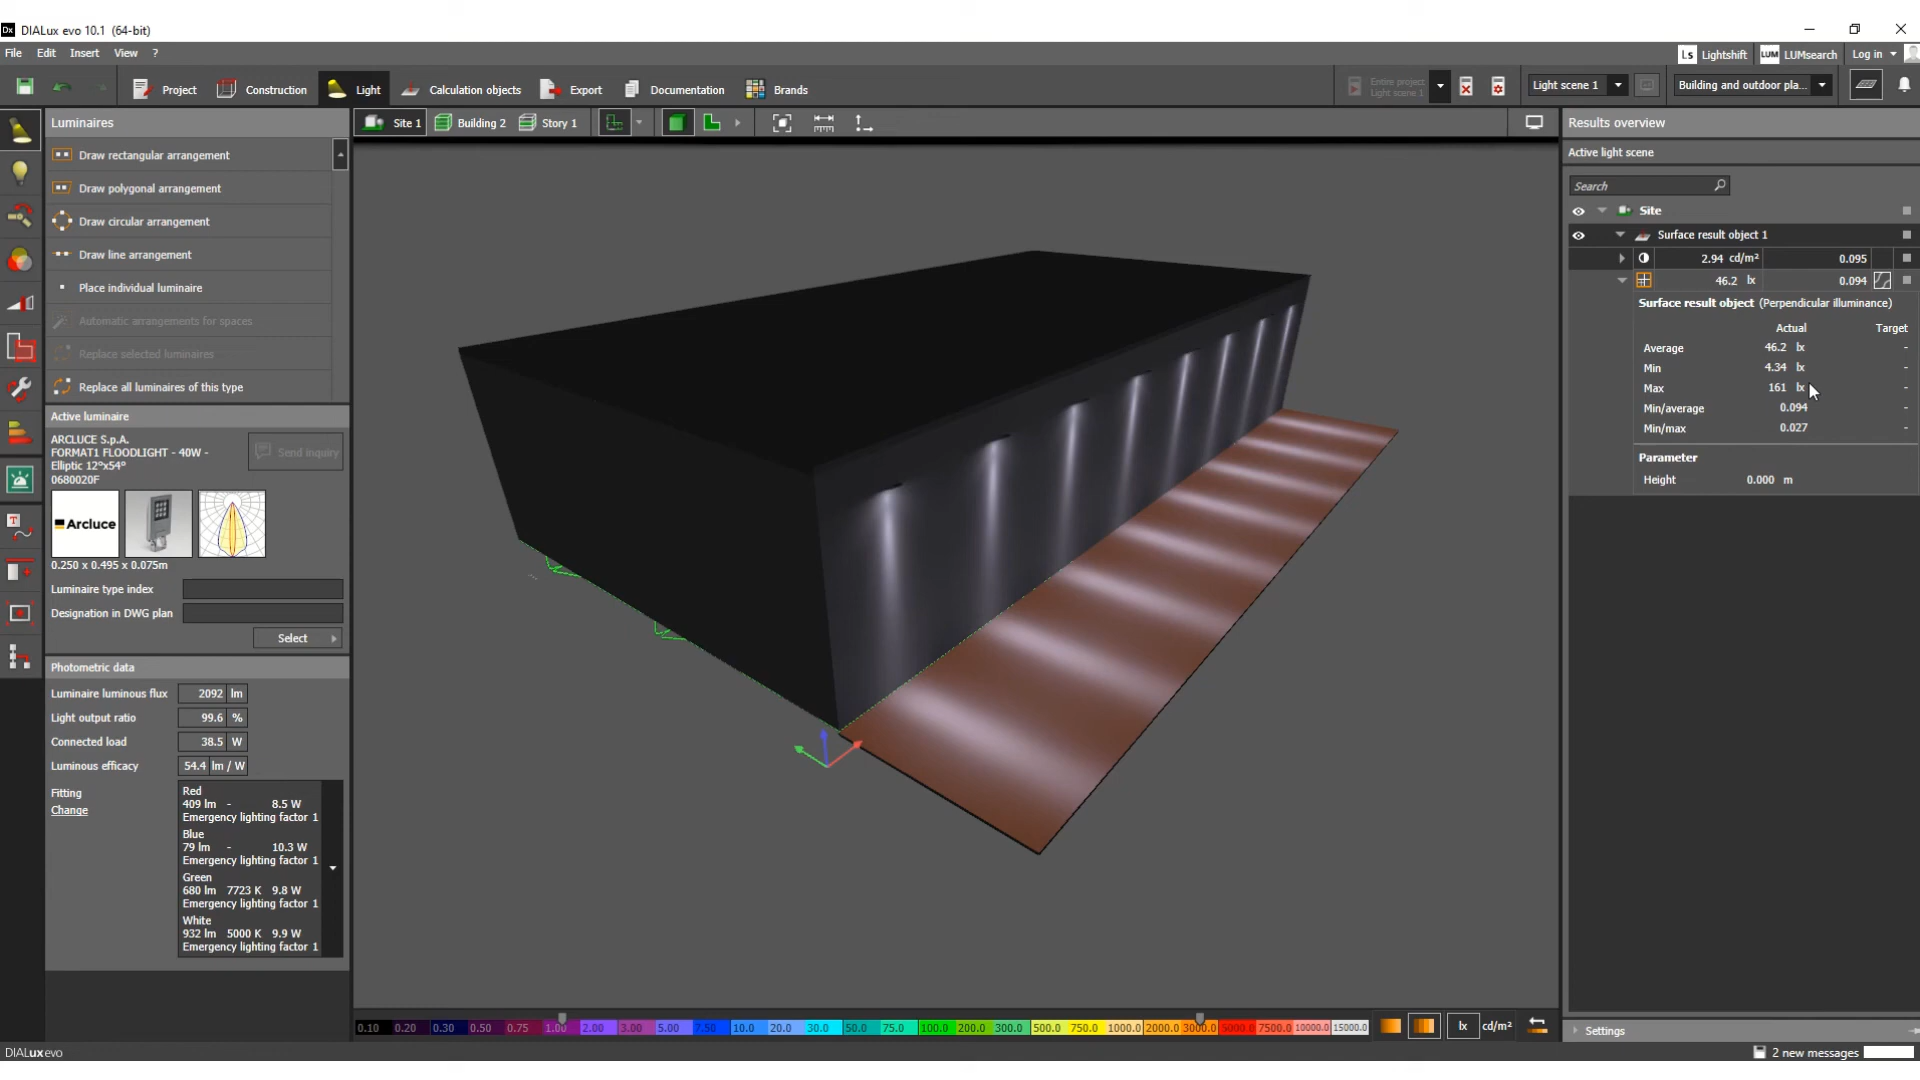 DIALux evo 10.1 (64-bit)
File Edit Insert View ?
Lightshift LUMsearch Log in
Project Construction Light Calculation objects Export Documentation Brands
Entire project
Light scene 1
Light scene 1
Building and outdoor pla...
Luminaires
Site 1 Building 2 Story 1
Results overview
Draw rectangular arrangement
Draw polygonal arrangement
Draw circular arrangement
Draw line arrangement
Place individual luminaire
Automatic arrangements for spaces
Replace selected luminaires
Replace all luminaires of this type
Active luminaire
ARCLUCE S.p.A.
FORMAT1 FLOODLIGHT - 40W -
Elliptic 12°x54°
0680020F
Send inquiry
Arcluce
0.250 x 0.495 x 0.075m
Luminaire type index
Designation in DWG plan
Select
Photometric data
Luminaire luminous flux 2092 lm
Light output ratio 99.6 %
Connected load 38.5 W
Luminous efficacy 54.4 lm / W
Fitting
Change
Red
409 lm - 8.5 W
Emergency lighting factor 1
Blue
79 lm - 10.3 W
Emergency lighting factor 1
Green
680 lm 7723 K 9.8 W
Emergency lighting factor 1
White
932 lm 5000 K 9.9 W
Emergency lighting factor 1
Active light scene
Search
Site
Surface result object 1
2.94 cd/m² 0.095
46.2 lx 0.094
Surface result object (Perpendicular illuminance)
Actual Target
Average 46.2 lx -
Min 4.34 lx -
Max 161 lx -
Min/average 0.094 -
Min/max 0.027 -
Parameter
Height 0.000 m
0.10 0.20 0.30 0.50 0.75 1.00 2.00 3.00 5.00 7.50 10.0 20.0 30.0 50.0 75.0 100.0 200.0 300.0 500.0 750.0 1000.0 2000.0 3000.0 5000.0 7500.0 10000.0 15000.0 lx cd/m²
Settings
DIALux evo
2 new messages